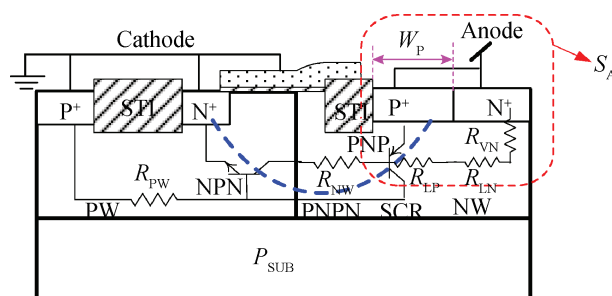 Cathode
W_P
Anode
S_A
P+
STI
N+
STI
P+
N+
R_PW
NPN
R_NW
PNP
R_LP
R_LN
R_VN
PW
PNPN
SCR
NW
P_SUB